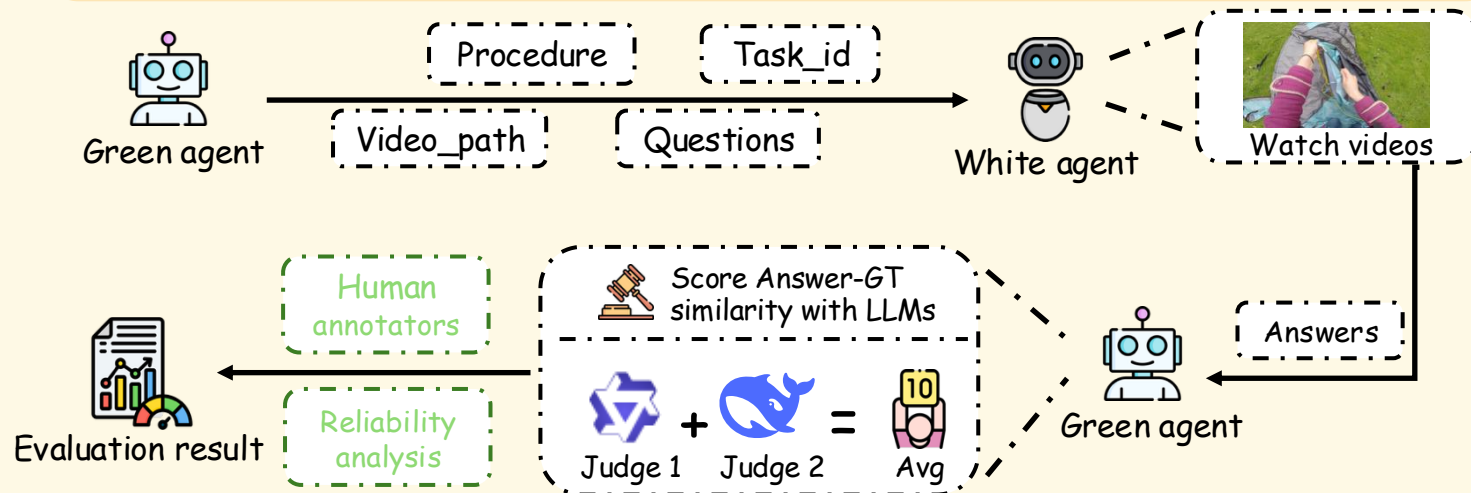 Procedure
Task_id
Video_path
Questions
Green agent
White agent
Watch videos
Answers
Green agent
Score Answer-GT
similarity with LLMs
10
Judge 1
+
Judge 2
=
Avg
Human
annotators
Reliability
analysis
Evaluation result